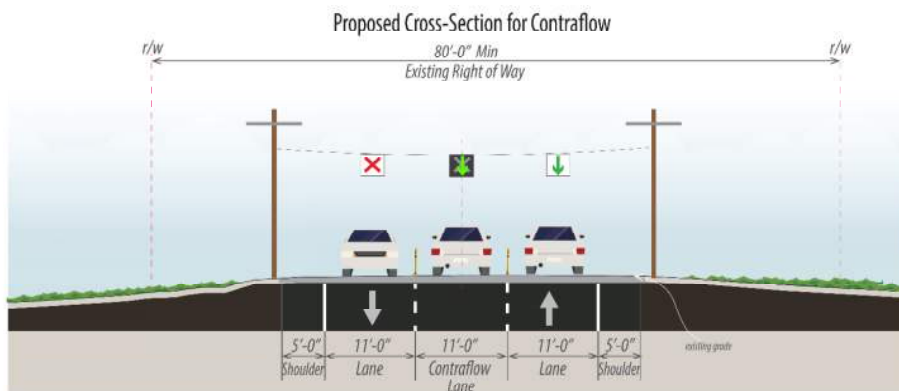 Proposed Cross-Section for Contraflow
r/w
80'-0" Min
r/w
Existing Right of Way
5'-0"
11'-0"
11'-0"
11'-0"
5'-0"
Shoulder
Lane
Contraflow
Lane
Lane
Shoulder
existing grade